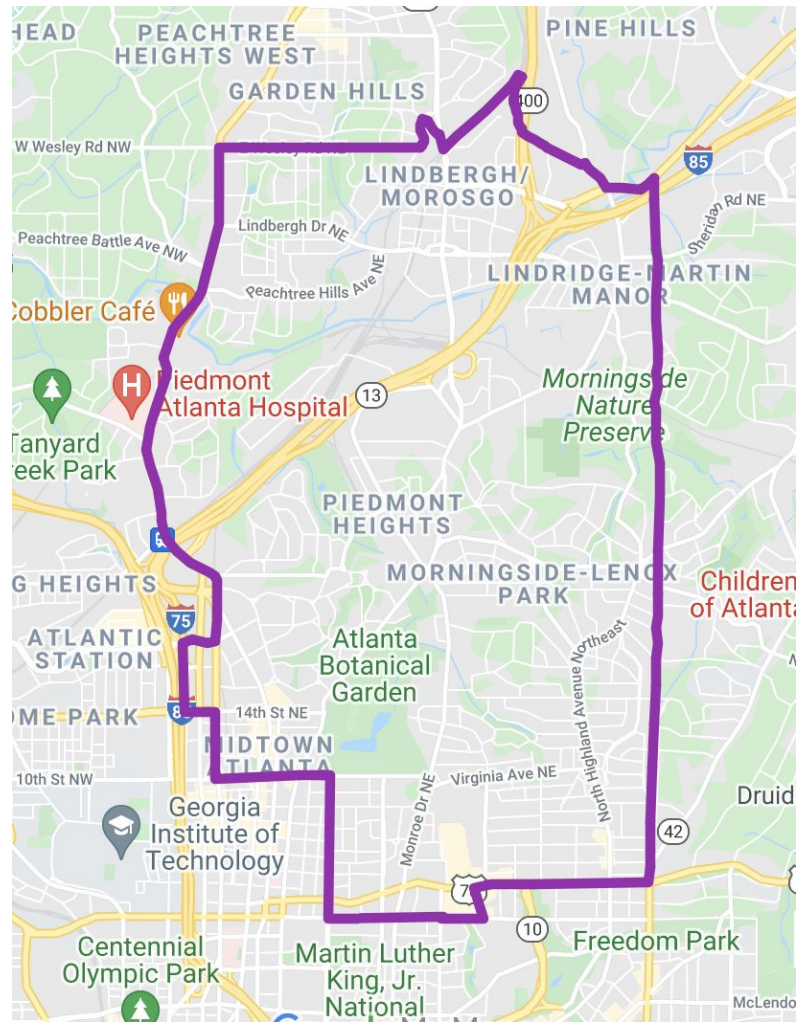 HEAD
PEACHTREE
HEIGHTS WEST
PINE HILLS
GARDEN HILLS
400
W Wesley Rd NW
85
LINDBERGH/
MOROSGO
Sheridan Rd NE
Lindbergh Dr NE
Peachtree Battle Ave NW
LINDRIDGE-MARTIN
MANOR
Peachtree Hills Ave NE
Cobbler Café
H
Piedmont
Atlanta Hospital
13
Morningside
Nature
Preserve
Tanyard
reek Park
PIEDMONT
HEIGHTS
G HEIGHTS
MORNINGSIDE-LENOX
PARK
Children
of Atlanta
75
ATLANTIC
STATION
Atlanta
Botanical
Garden
North Highland Avenue Northeast
OME PARK
14th St NE
MIDTOWN
ATLANTA
10th St NW
Virginia Ave NE
Monroe Dr NE
Druid
Georgia
Institute of
Technology
42
10
Freedom Park
Centennial
Olympic Park
Martin Luther
King, Jr.
National
McLendo